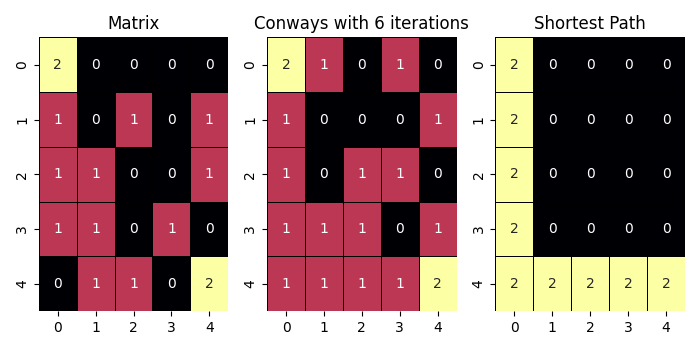 Matrix Conways with 6 iterations Shortest Path
0 2 0 0 0 0 0 2 1 0 1 0 0 2 0 0 0 0
1 1 0 1 0 1 1 1 0 0 0 1 1 2 0 0 0 0
2 1 1 0 0 1 2 1 0 1 1 0 2 2 0 0 0 0
3 1 1 0 1 0 3 1 1 1 0 1 3 2 0 0 0 0
4 0 1 1 0 2 4 1 1 1 1 2 4 2 2 2 2 2
0 1 2 3 4 0 1 2 3 4 0 1 2 3 4